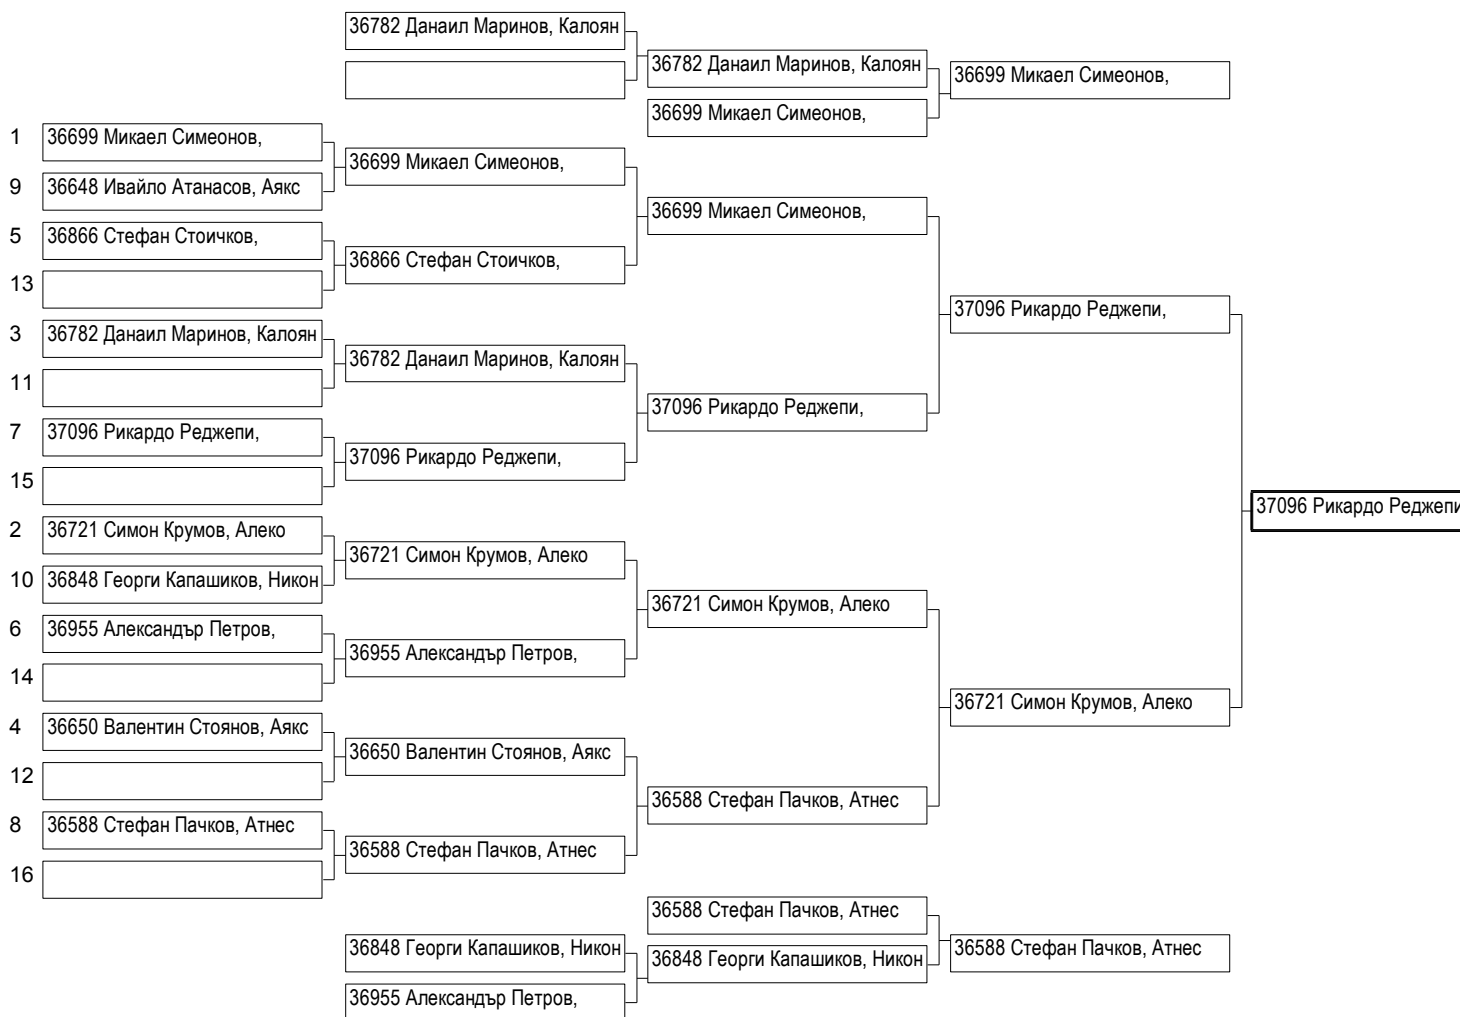 36782 Данаил Маринов, Калоян
36782 Данаил Маринов, Калоян
36699 Микаел Симеонов,
36699 Микаел Симеонов,
1 36699 Микаел Симеонов,
36699 Микаел Симеонов,
9 36648 Ивайло Атанасов, Аякс
36699 Микаел Симеонов,
5 36866 Стефан Стоичков,
36866 Стефан Стоичков,
13
37096 Рикардо Реджепи,
3 36782 Данаил Маринов, Калоян
36782 Данаил Маринов, Калоян
11
37096 Рикардо Реджепи,
7 37096 Рикардо Реджепи,
37096 Рикардо Реджепи,
15
37096 Рикардо Реджепи
2 36721 Симон Крумов, Алеко
36721 Симон Крумов, Алеко
10 36848 Георги Капашиков, Никон
36721 Симон Крумов, Алеко
6 36955 Александър Петров,
36955 Александър Петров,
14
36721 Симон Крумов, Алеко
4 36650 Валентин Стоянов, Аякс
36650 Валентин Стоянов, Аякс
12
36588 Стефан Пачков, Атнес
8 36588 Стефан Пачков, Атнес
36588 Стефан Пачков, Атнес
16
36588 Стефан Пачков, Атнес
36848 Георги Капашиков, Никон
36848 Георги Капашиков, Никон
36588 Стефан Пачков, Атнес
36955 Александър Петров,